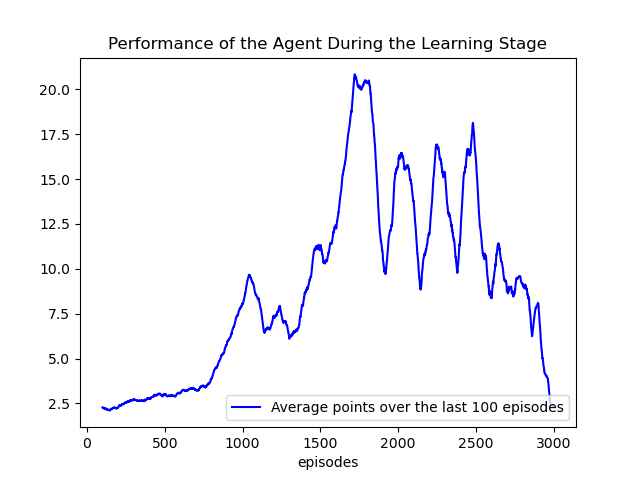 Performance of the Agent During the Learning Stage
20.0
17.5
15.0
12.5
10.0
7.5
5.0
2.5
Average points over the last 100 episodes
0 500 1000 1500 2000 2500 3000
episodes